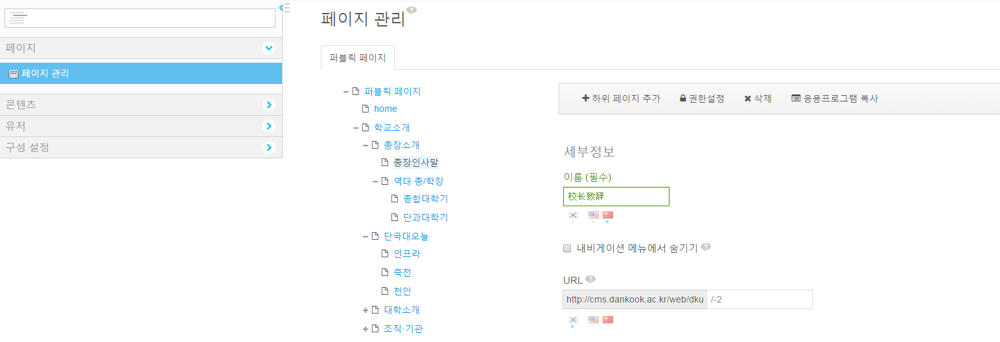 페이지 관리
페이지
페이지 관리
콘텐츠
유저
구성 설정
퍼블릭 페이지
퍼블릭 페이지
home
학교소개
총장소개
총장인사말
역대 총/학장
종합대학기
단과대학기
단국대오늘
인프라
죽전
천안
대학소개
조직·기관
하위 페이지 추가 권한설정 삭제 응용프로그램 복사
세부정보
이름 (필수)
校长致辞
내비게이션 메뉴에서 숨기기
URL
http://cms.dankook.ac.kr/web/dku /-2